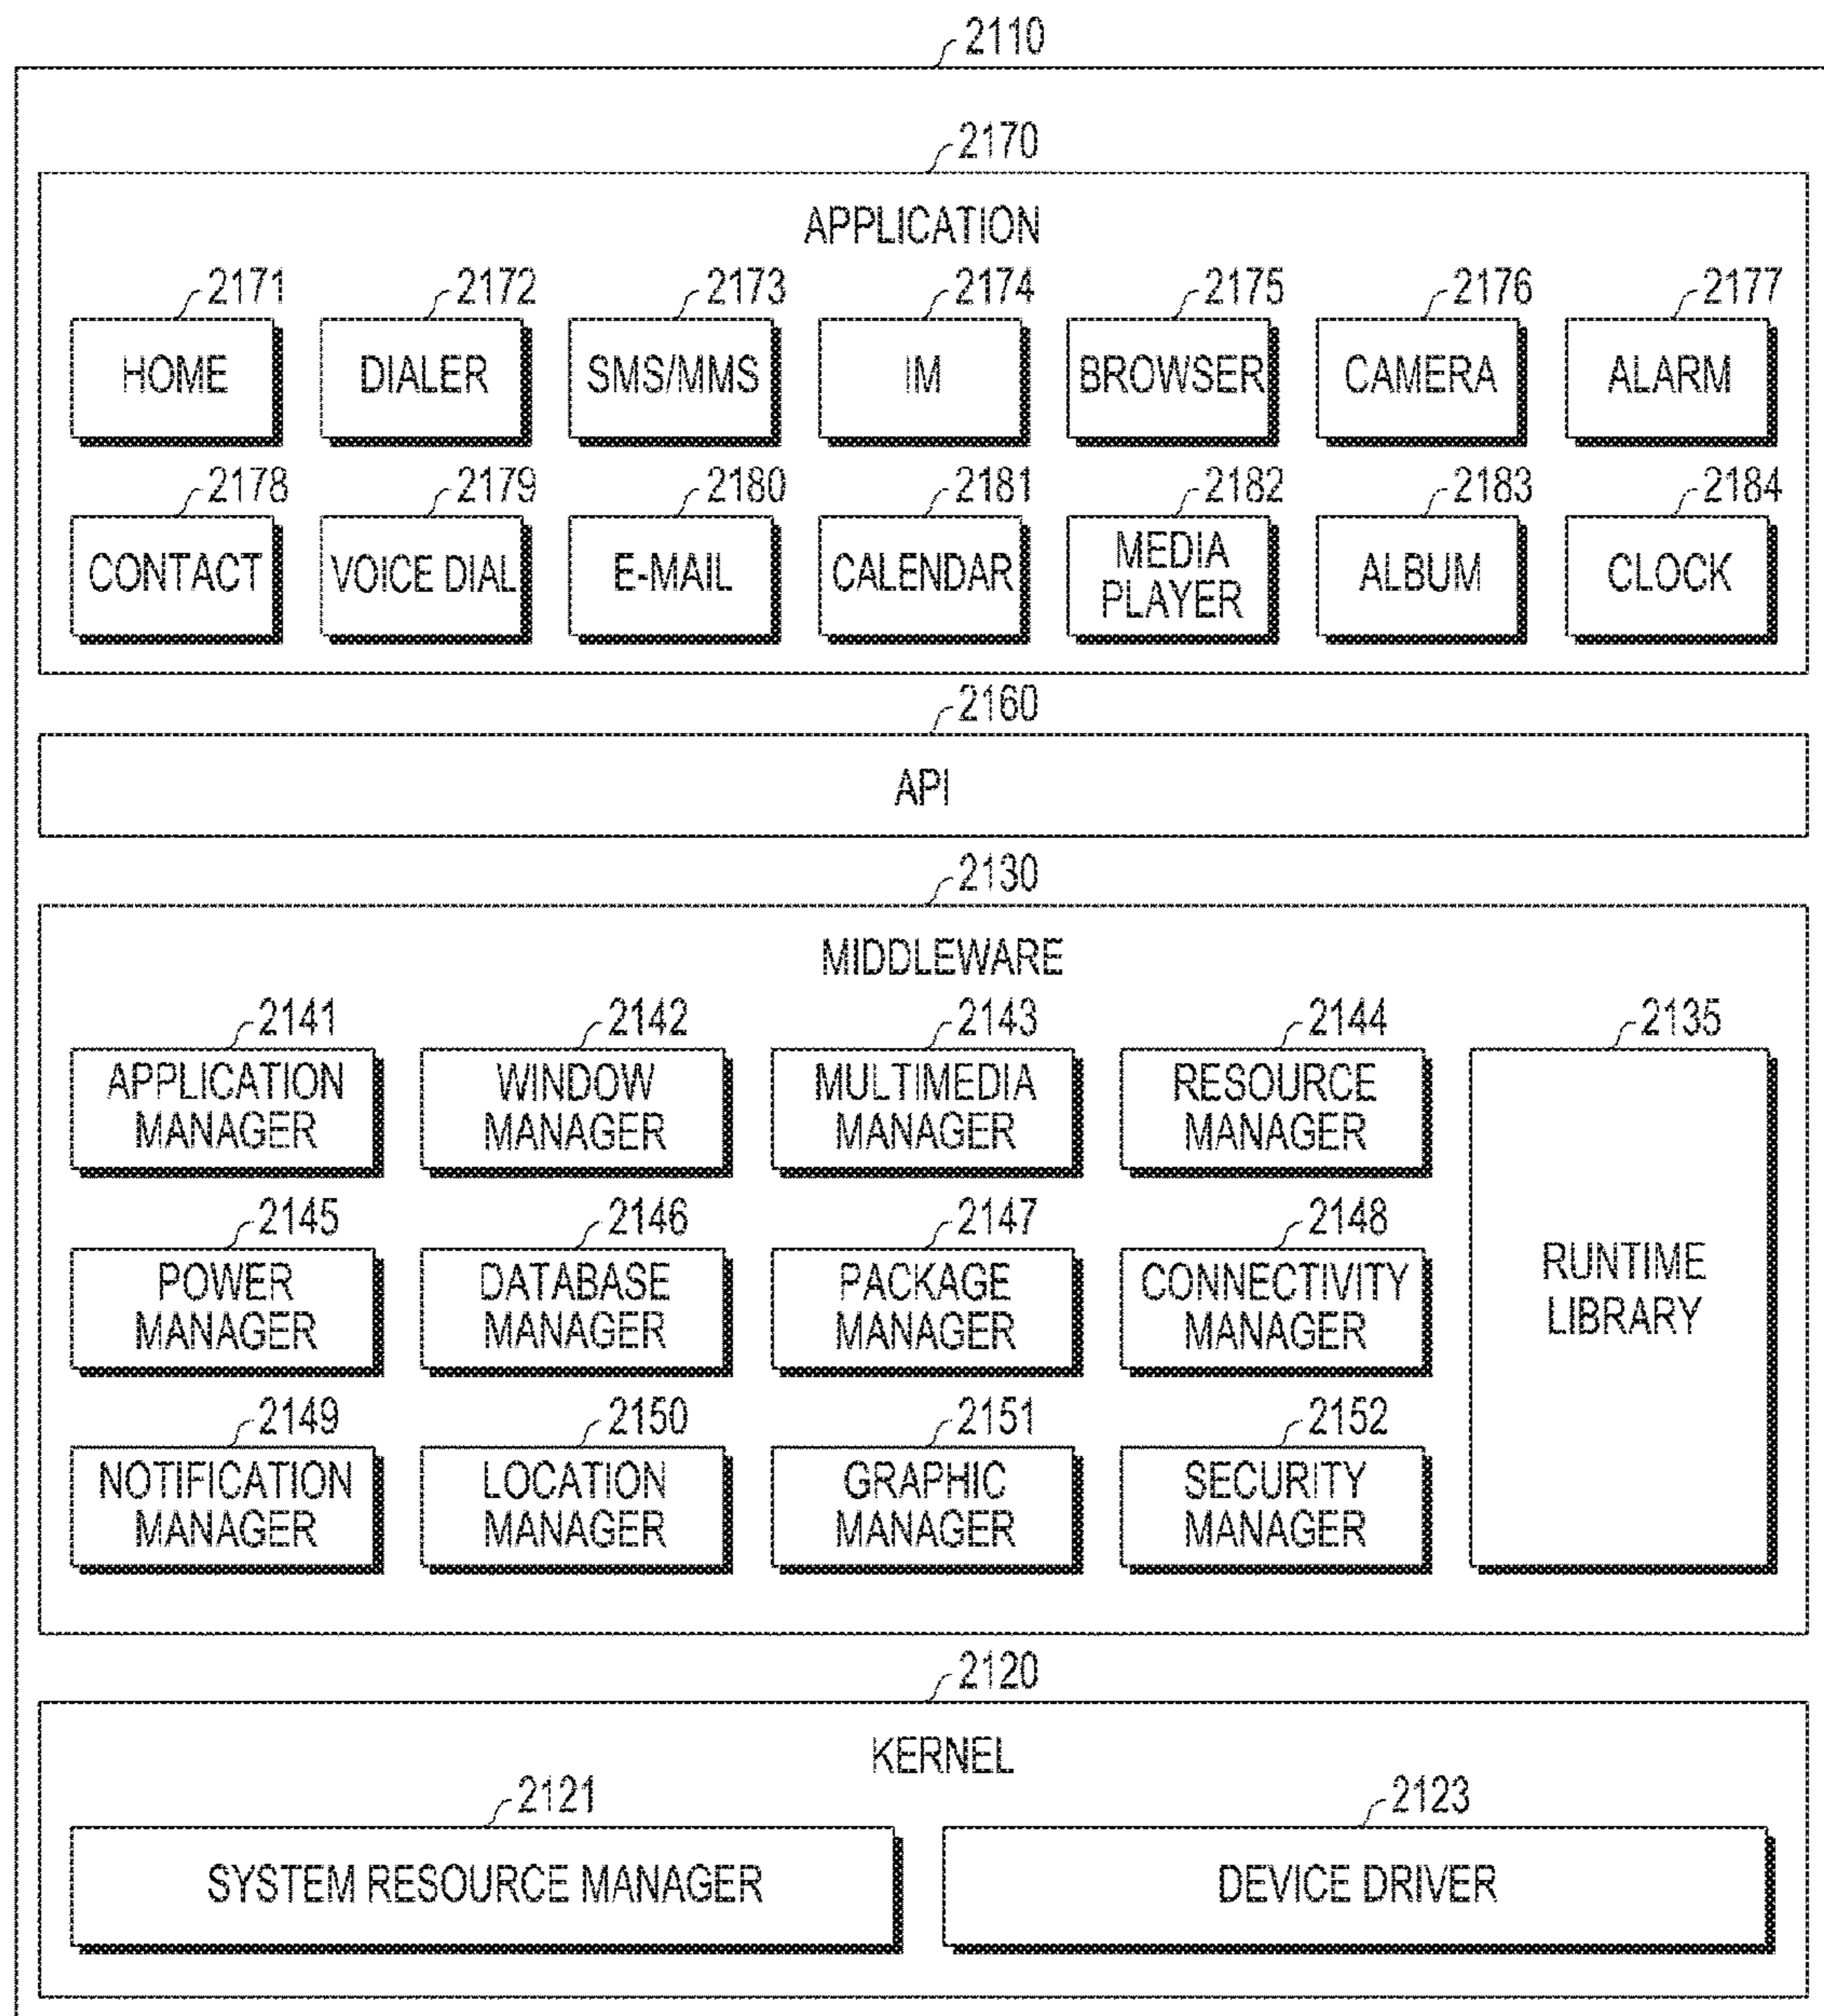 2110
2170
APPLICATION
2171 2172 2173 2174 2175 2176 2177
HOME DIALER SMS/MMS IM BROWSER CAMERA ALARM
2178 2179 2180 2181 2182 2183 2184
CONTACT VOICE DIAL E-MAIL CALENDAR MEDIA PLAYER ALBUM CLOCK
2160
API
2130
MIDDLEWARE
2141 2142 2143 2144 2135
APPLICATION MANAGER WINDOW MANAGER MULTIMEDIA MANAGER RESOURCE MANAGER
2145 2146 2147 2148
POWER MANAGER DATABASE MANAGER PACKAGE MANAGER CONNECTIVITY MANAGER RUNTIME LIBRARY
2149 2150 2151 2152
NOTIFICATION MANAGER LOCATION MANAGER GRAPHIC MANAGER SECURITY MANAGER
2120
KERNEL
2121 2123
SYSTEM RESOURCE MANAGER DEVICE DRIVER